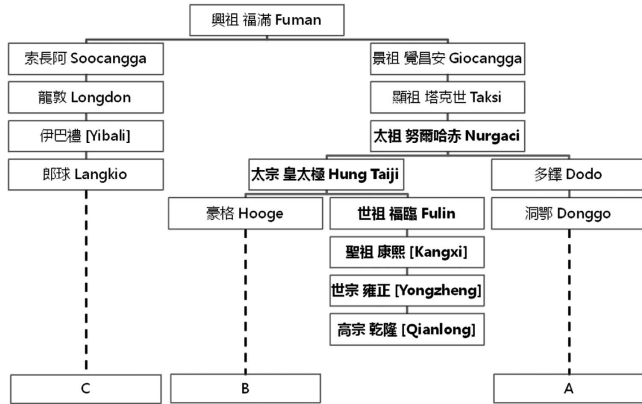 興祖 福滿 Fuman
索長阿 Soocangga
景祖 覺昌安 Giocangga
龍敦 Longdon
顯祖 塔克世 Taksi
伊巴禮 [Yibali]
太祖 努爾哈赤 Nurgaci
郎球 Langkio
太宗 皇太極 Hung Taiji
多鐸 Dodo
豪格 Hooge
世祖 福臨 Fulin
洞鄂 Donggo
聖祖 康熙 [Kangxi]
世宗 雍正 [Yongzheng]
高宗 乾隆 [Qianlong]
C
B
A